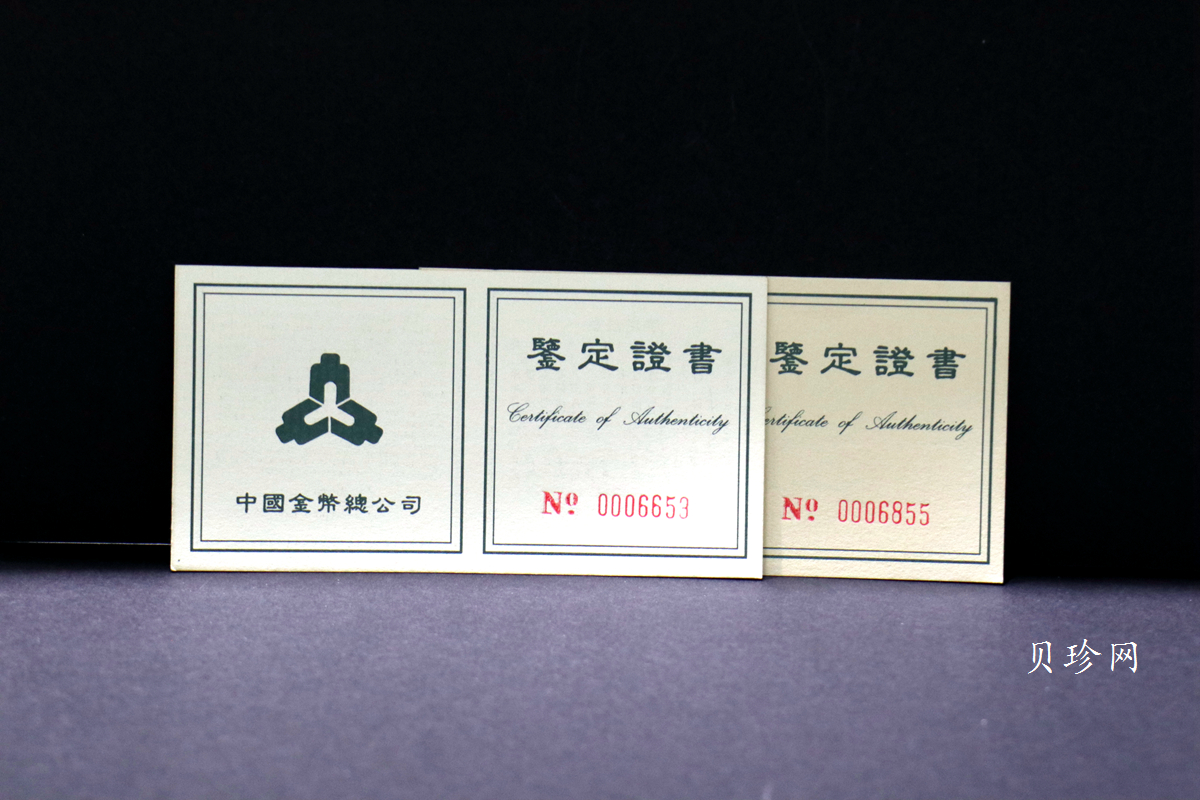 中國金幣總公司
鑒定證書
Certificate of Authenticity
Nº 0006653
鑒定證書
ertificate of Authenticity
Nº 0006855
贝珍网